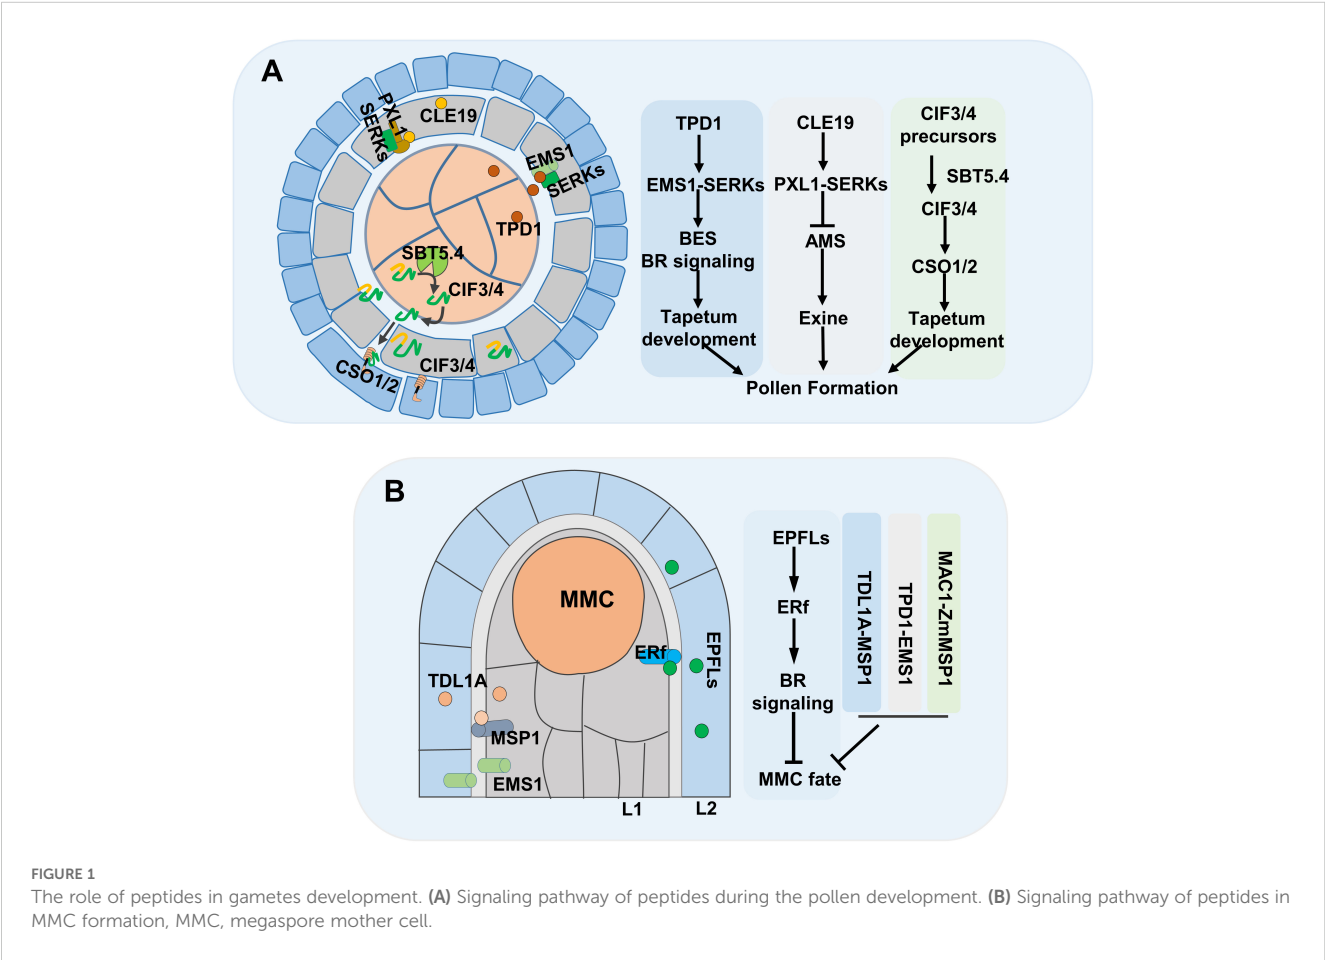 A
PXL1
SERKs
CLE19
EMS1
SERKs
TPD1
SBT5.4
CIF3/4
CIF3/4
CSO1/2
TPD1
EMS1-SERKs
BES
BR signaling
Tapetum
development
CLE19
PXL1-SERKs
AMS
Exine
CIF3/4
precursors
SBT5.4
CIF3/4
CSO1/2
Tapetum
development
Pollen Formation
B
MMC
ERf
EPFLs
TDL1A
MSP1
EMS1
L1
L2
EPFLs
ERf
BR
signaling
MMC fate
TDL1A-MSP1
TPD1-EMS1
MAC1-ZmMSP1
FIGURE 1
The role of peptides in gametes development. (A) Signaling pathway of peptides during the pollen development. (B) Signaling pathway of peptides in
MMC formation, MMC, megaspore mother cell.